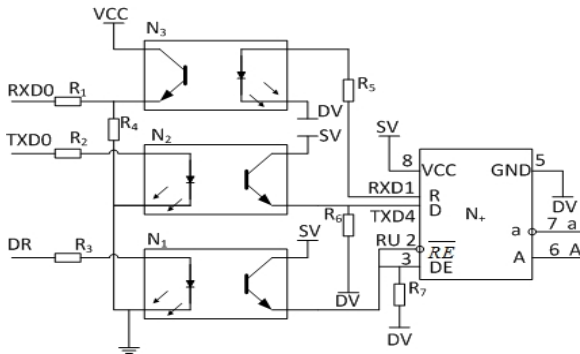 VCC
N3
RXD0 R1
R5
R4
DV
SV
TXD0 R2
N2
SV
8
VCC
GND
5
RXD1
R
DV
TXD4
D
N+
R6
7 a
a
DR
R3
N1
SV
RU 2
RE
3
DE
A
6 A
R7
DV
DV